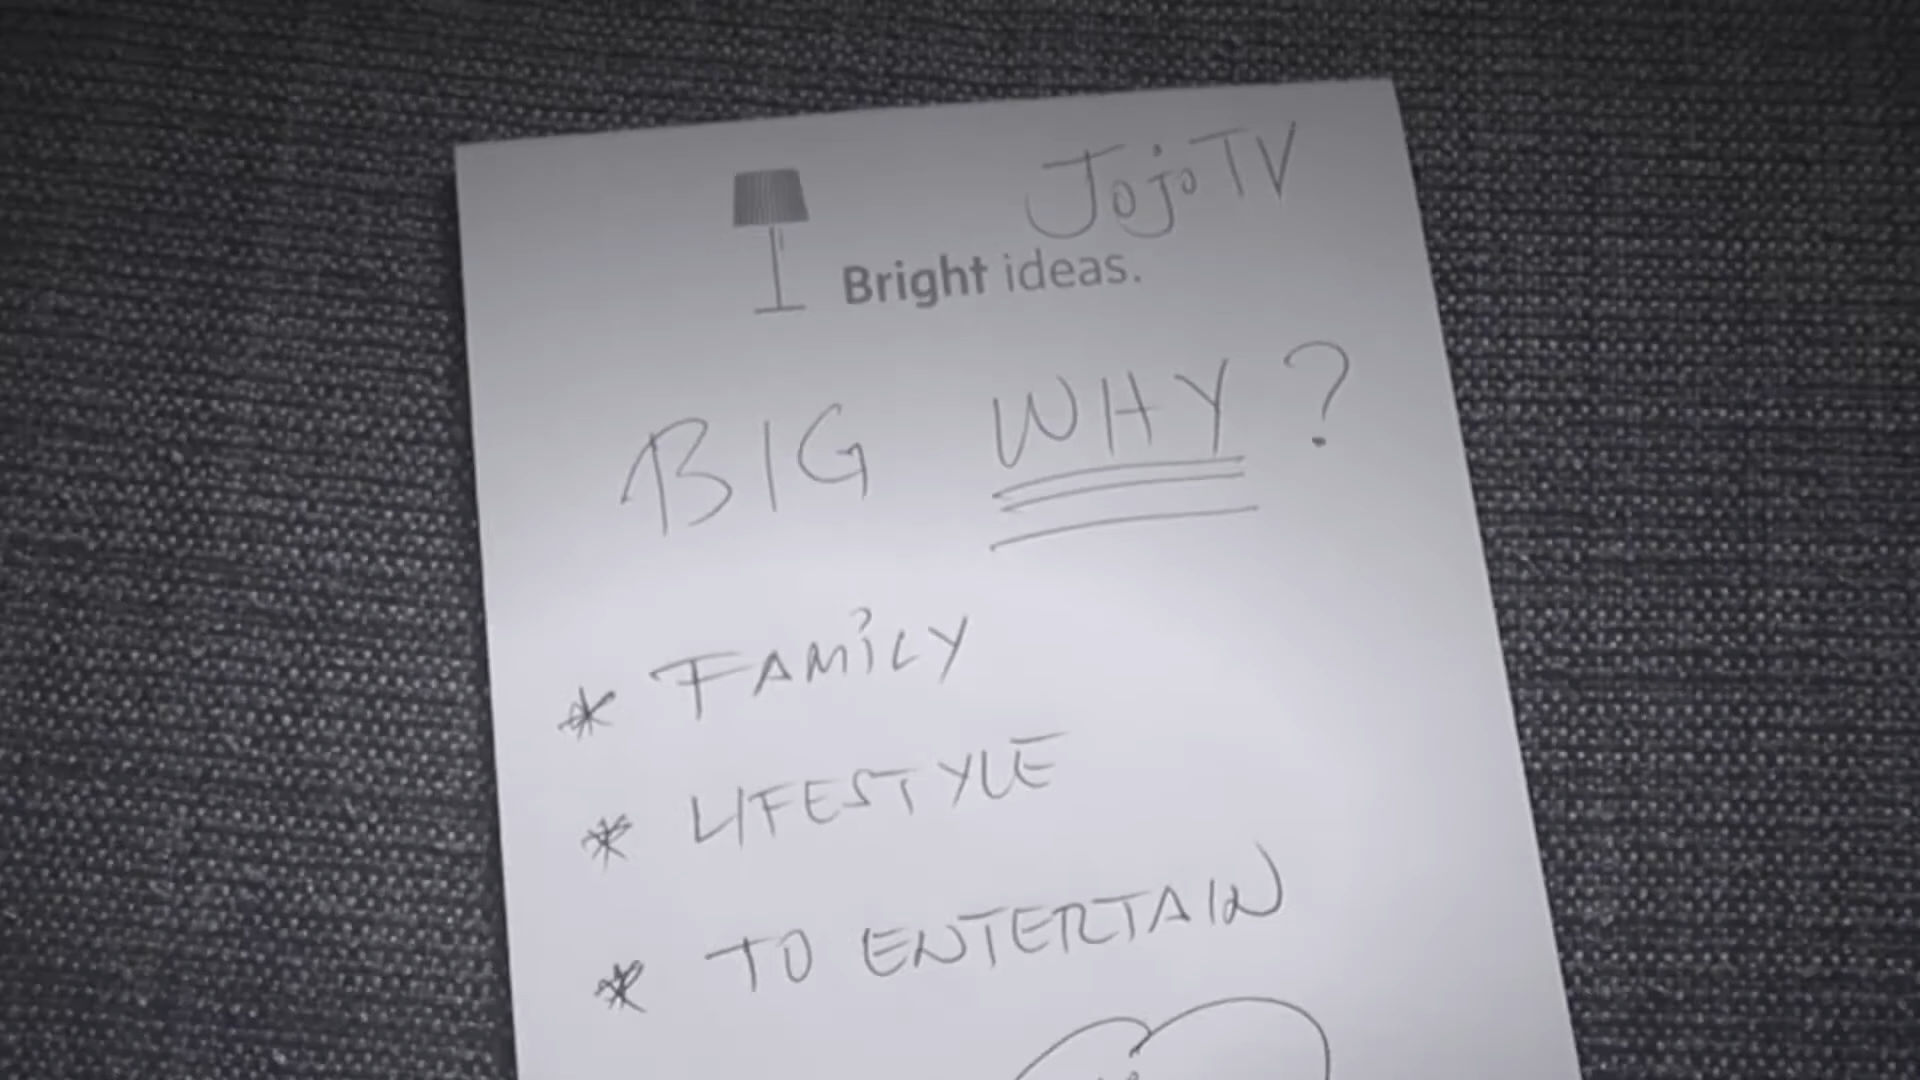 JojoTV
Bright ideas.
BIG WHY?
* FAMiLY
* LIFESTYLE
* TO ENTERTAIN